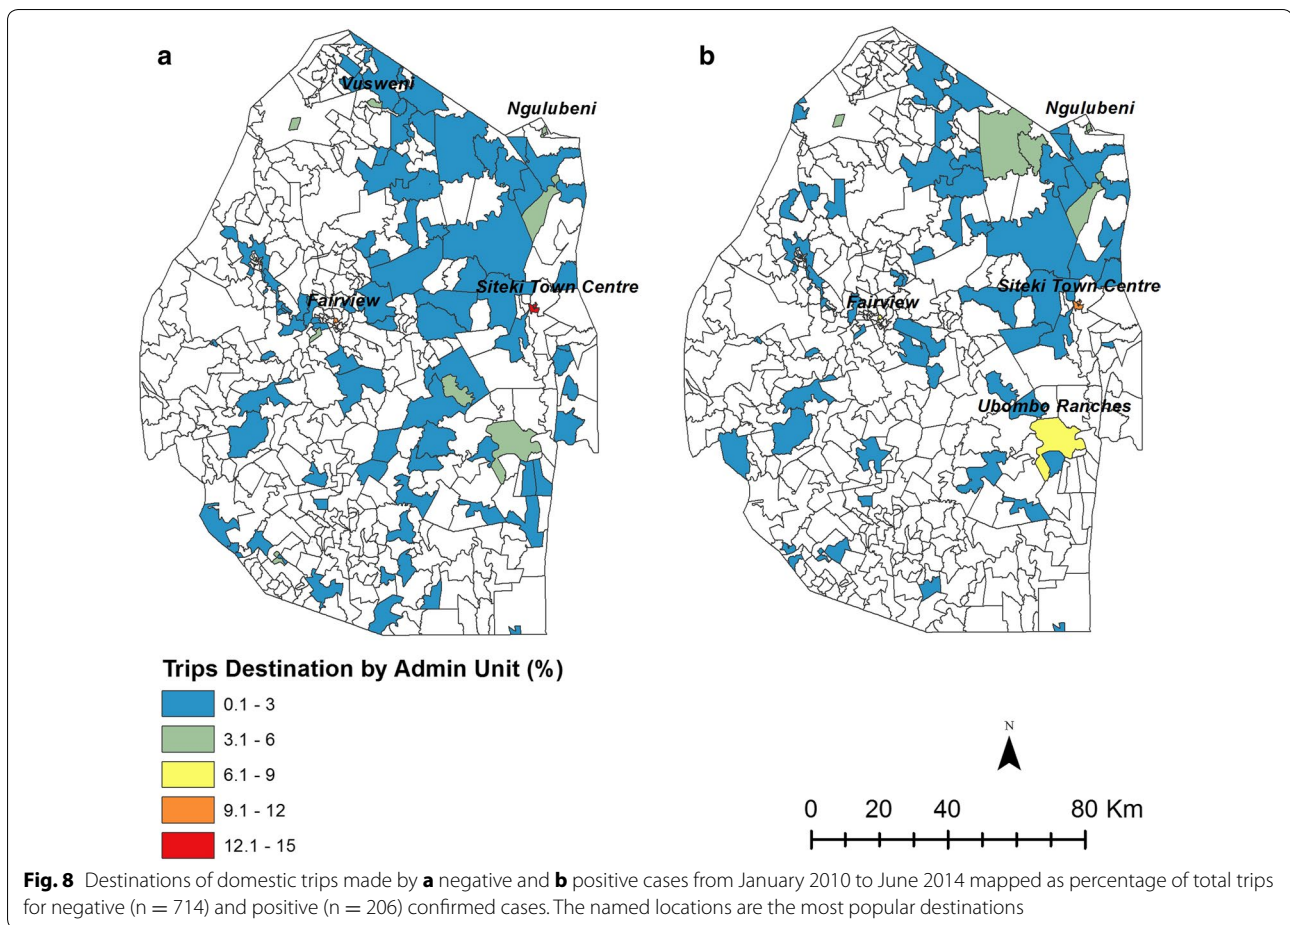 a
b
Vusweni
Ngulubeni
Ngulubeni
Siteki Town Centre
Siteki Town Centre
Fairview
Fairview
Ubombo Ranches
Trips Destination by Admin Unit (%)
0.1 - 3
3.1 - 6
6.1 - 9
9.1 - 12
12.1 - 15
N
0 20 40 80 Km
Fig. 8 Destinations of domestic trips made by a negative and b positive cases from January 2010 to June 2014 mapped as percentage of total trips
for negative (n = 714) and positive (n = 206) confirmed cases. The named locations are the most popular destinations